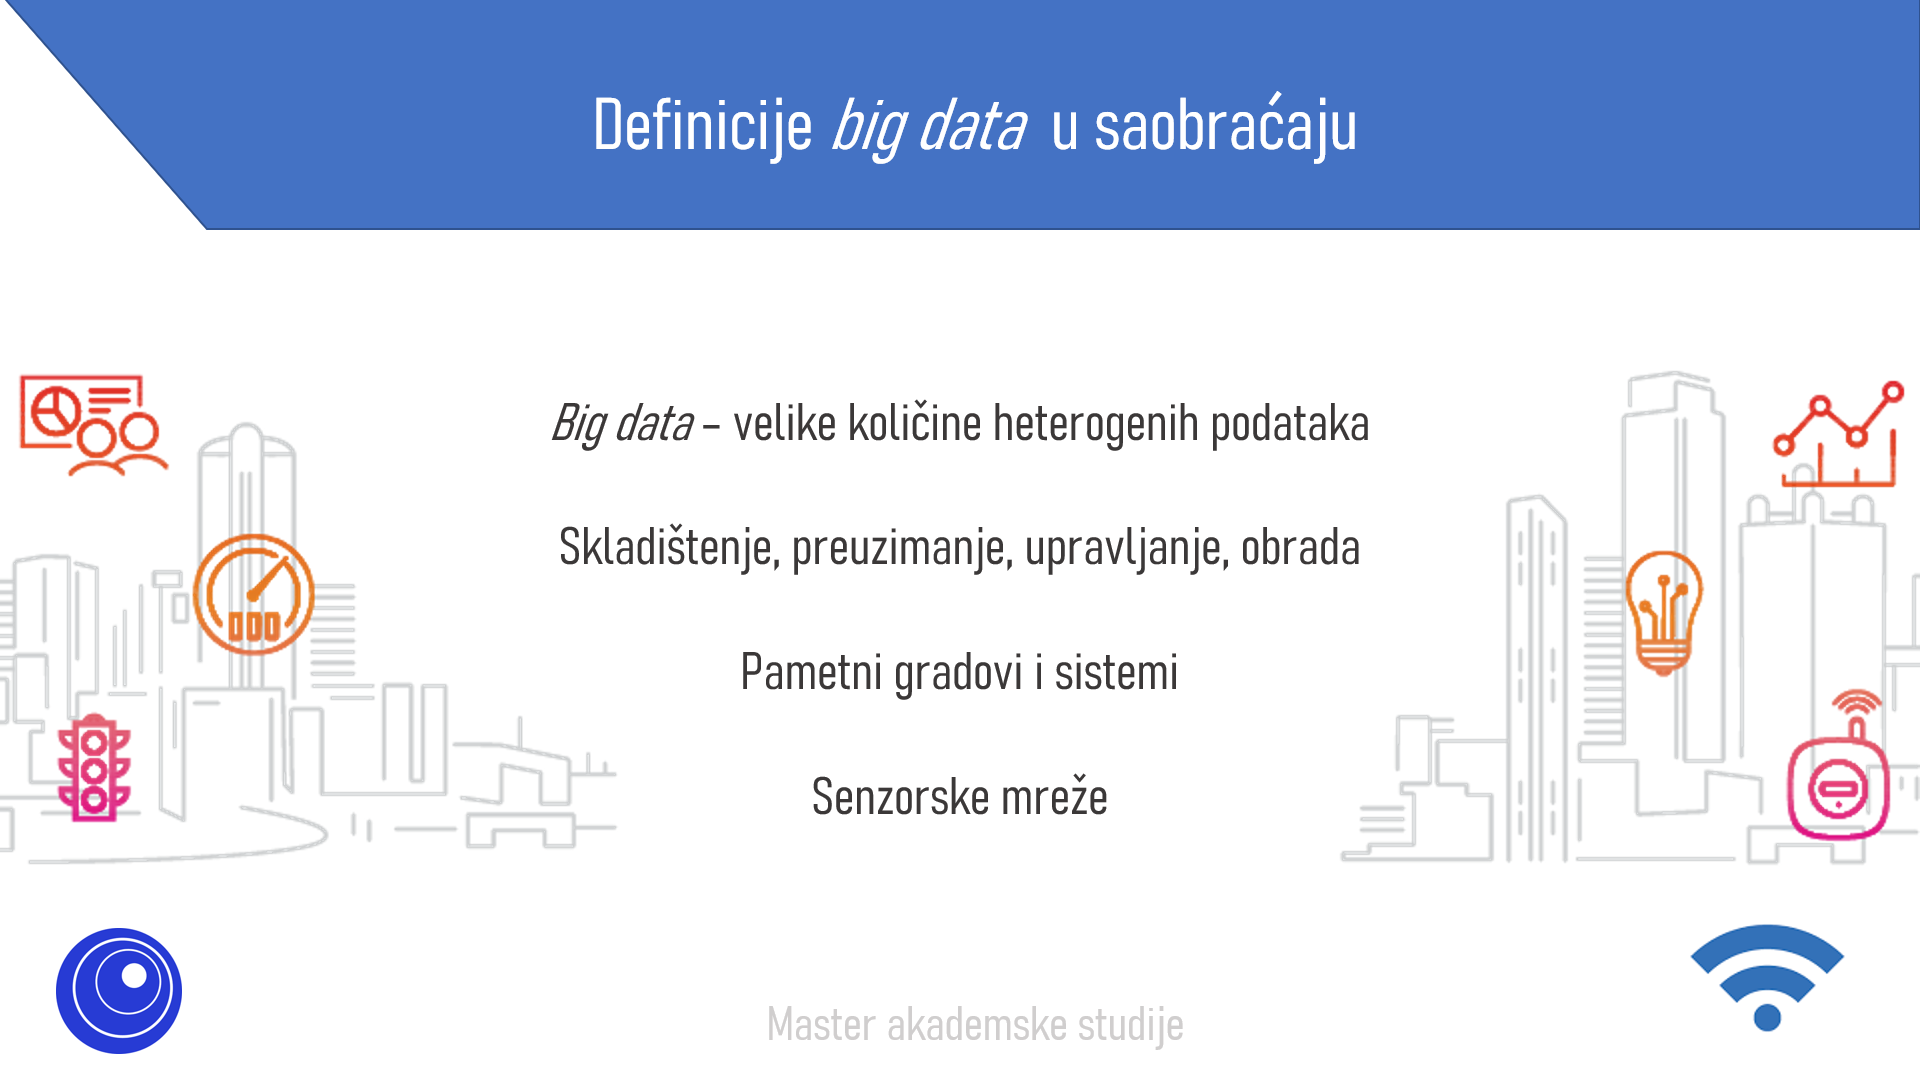 Definicije big data u saobraćaju
Big data – velike količine heterogenih podataka
Skladištenje, preuzimanje, upravljanje, obrada
Pametni gradovi i sistemi
Senzorske mreže
Master akademske studije